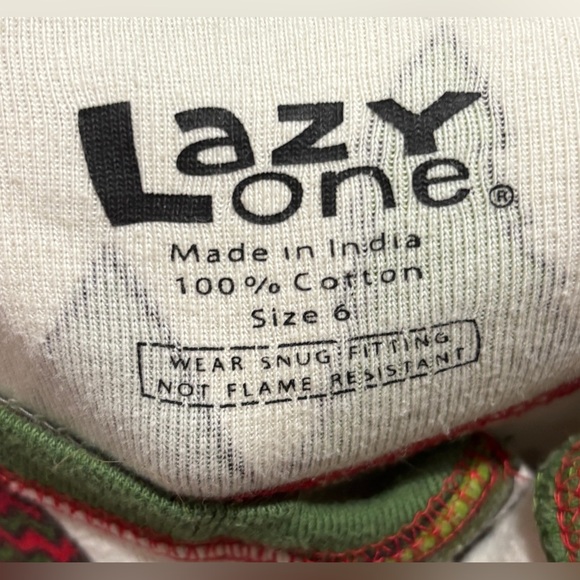 Lazy
One®
Made in India
100% Cotton
Size 6
WEAR SNUG FITTING
NOT FLAME RESISTANT